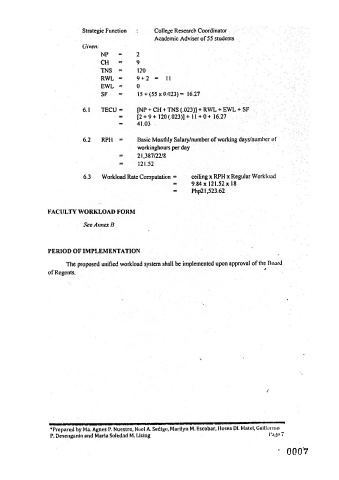 Strategic Function : College Research Coordinator
Academic Adviser of 55 students
Given:
NP = 2
CH = 9
TNS = 120
RWL = 9 + 2 = 11
EWL = 0
SF = 15 + (55 x 0.023) = 16.27
6.1 TECU = [NP + CH + TNS (.023)] + RWL + EWL + SF
= [2 + 9 + 120 (.023)] + 11 + 0 + 16.27
= 41.03
6.2 RPH = Basic Monthly Salary/number of working days/number of
workinghours per day
= 21,387/22/8
= 121.52
6.3 Workload Rate Computation = ceiling x RPH x Regular Workload
= 9.84 x 121.52 x 18
= Php21,523.62
FACULTY WORKLOAD FORM
See Annex B
PERIOD OF IMPLEMENTATION
The proposed unified workload system shall be implemented upon approval of the Board
of Regents.
*Prepared by Ma. Agnes P. Nuestro, Noel A. Sedigo, Marilyn M. Escobar, Hosea DL Matel, Guillermo
P. Desenganio and Maria Soledad M. Lising Page 7
0007